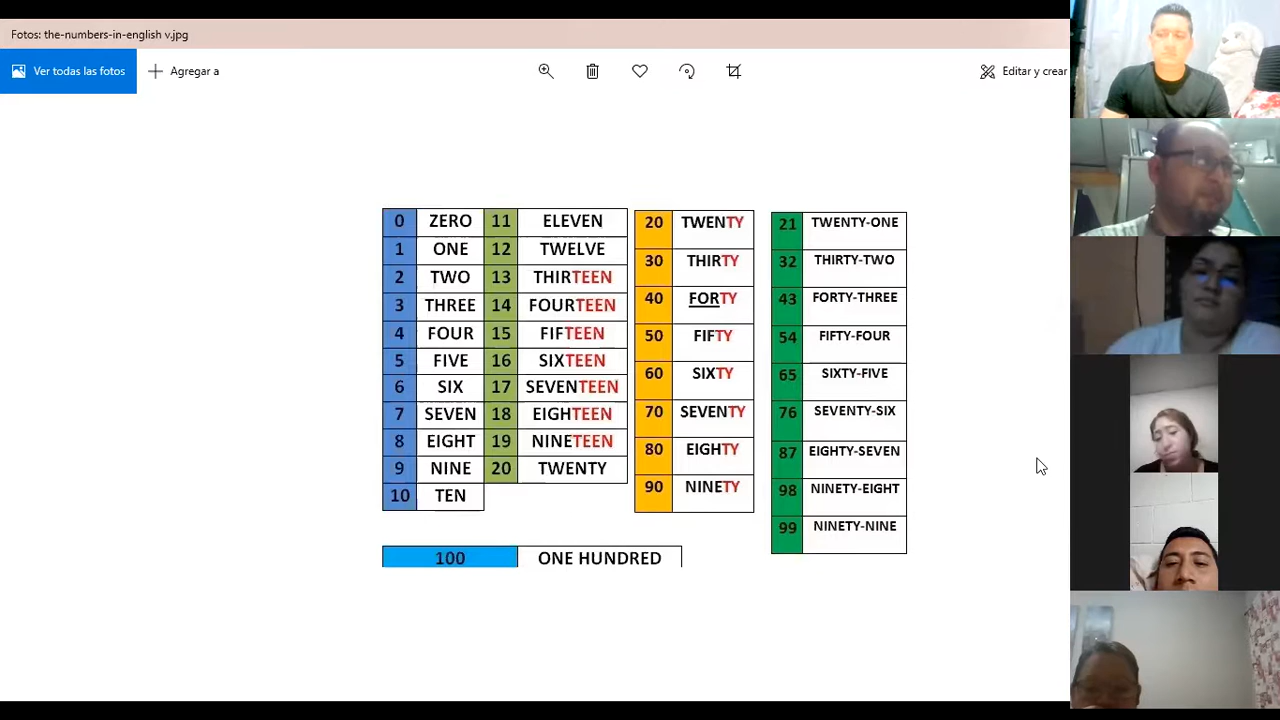 Fotos: the-numbers-in-english v.jpg
Ver todas las fotos
Agregar a
Editar y crear
0 ZERO 11 ELEVEN
1 ONE 12 TWELVE
2 TWO 13 THIRTEEN
3 THREE 14 FOURTEEN
4 FOUR 15 FIFTEEN
5 FIVE 16 SIXTEEN
6 SIX 17 SEVENTEEN
7 SEVEN 18 EIGHTEEN
8 EIGHT 19 NINETEEN
9 NINE 20 TWENTY
10 TEN
20 TWENTY
30 THIRTY
40 FORTY
50 FIFTY
60 SIXTY
70 SEVENTY
80 EIGHTY
90 NINETY
21 TWENTY-ONE
32 THIRTY-TWO
43 FORTY-THREE
54 FIFTY-FOUR
65 SIXTY-FIVE
76 SEVENTY-SIX
87 EIGHTY-SEVEN
98 NINETY-EIGHT
99 NINETY-NINE
100 ONE HUNDRED